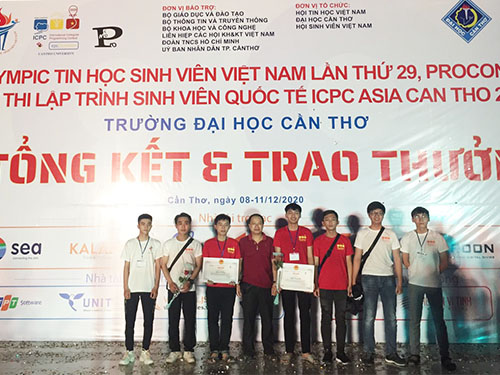 ĐƠN VỊ BẢO TRỢ:
BỘ GIÁO DỤC VÀ ĐÀO TẠO
BỘ THÔNG TIN VÀ TRUYỀN THÔNG
BỘ KHOA HỌC VÀ CÔNG NGHỆ
LIÊN HIỆP CÁC HỘI KH&KT VIỆT NAM
ĐOÀN TNCS HỒ CHÍ MINH
UỶ BAN NHÂN DÂN TP. CẦN THƠ
ĐƠN VỊ TỔ CHỨC:
HỘI TIN HỌC VIỆT NAM
ĐẠI HỌC CẦN THƠ
HỘI SINH VIÊN VIỆT NAM
icpc
P
YMPIC TIN HỌC SINH VIÊN VIỆT NAM LẦN THỨ 29, PROCON
THI LẬP TRÌNH SINH VIÊN QUỐC TẾ ICPC ASIA CAN THO 2
TRƯỜNG ĐẠI HỌC CẦN THƠ
TỔNG KẾT & TRAO THƯỞN
Cần Thơ, ngày 08-11/12/2020
sea
KALA
FPT Software
UNIT